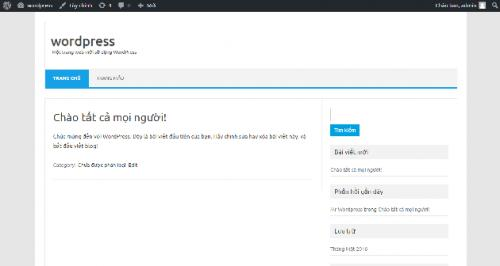 wordpress
Tùy chỉnh
4
0
Mới
Chào bạn, admin
wordpress
Một trang web mới sử dụng WordPress
TRANG CHỦ
TRANG MẪU
Chào tất cả mọi người!
Chúc mừng đến với WordPress. Đây là bài viết đầu tiên của bạn. Hãy chỉnh sửa hay xóa bài viết này, và
bắt đầu viết blog!
Category: Chưa được phân loại Edit
Tìm kiếm
Bài viết mới
Chào tất cả mọi người!
Phản hồi gần đây
Mr WordPress trong Chào tất cả mọi người!
Lưu trữ